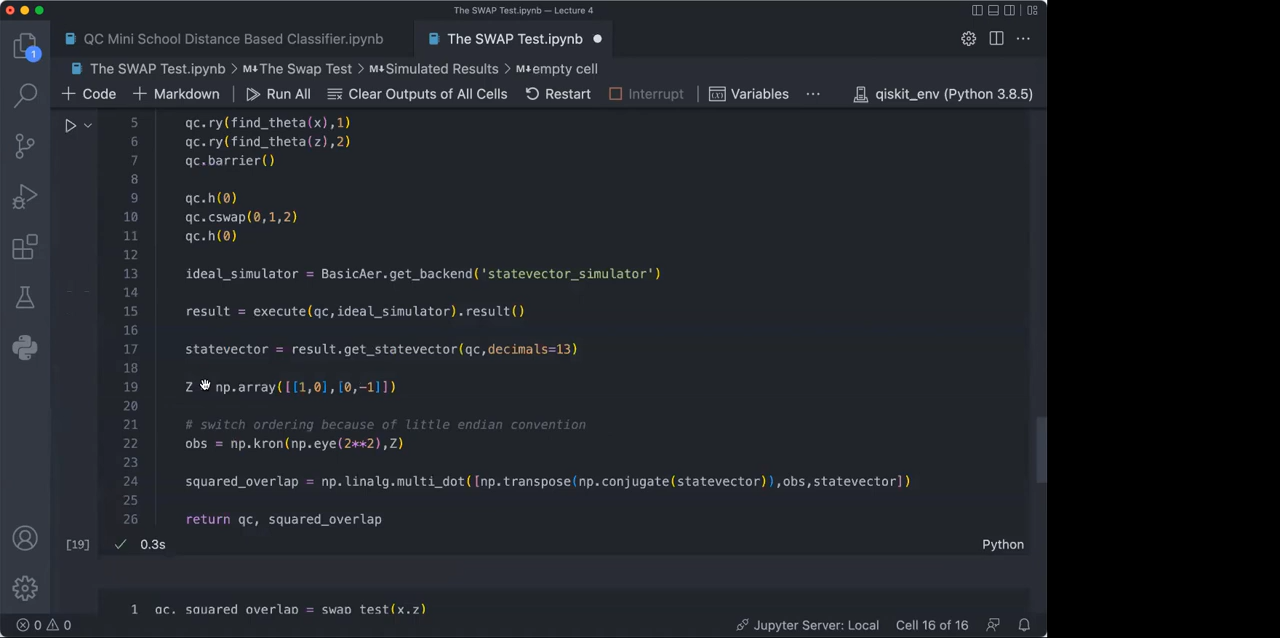 The SWAP Test.ipynb — Lecture 4
QC Mini School Distance Based Classifier.ipynb
The SWAP Test.ipynb
The SWAP Test.ipynb > M↓The Swap Test > M↓Simulated Results > M↓empty cell
+ Code + Markdown | Run All Clear Outputs of All Cells Restart Interrupt | Variables ... qiskit_env (Python 3.8.5)
1
5 qc.ry(find_theta(x),1)
6 qc.ry(find_theta(z),2)
7 qc.barrier()
8
9 qc.h(0)
10 qc.cswap(0,1,2)
11 qc.h(0)
12
13 ideal_simulator = BasicAer.get_backend('statevector_simulator')
14
15 result = execute(qc,ideal_simulator).result()
16
17 statevector = result.get_statevector(qc,decimals=13)
18
19 Z np.array([[1,0],[0,-1]])
20
21 # switch ordering because of little endian convention
22 obs = np.kron(np.eye(2**2),Z)
23
24 squared_overlap = np.linalg.multi_dot([np.transpose(np.conjugate(statevector)),obs,statevector])
25
26 return qc, squared_overlap
[19] 0.3s Python
1 qc, squared_overlap = swap_test(x,z)
0 0 Jupyter Server: Local Cell 16 of 16